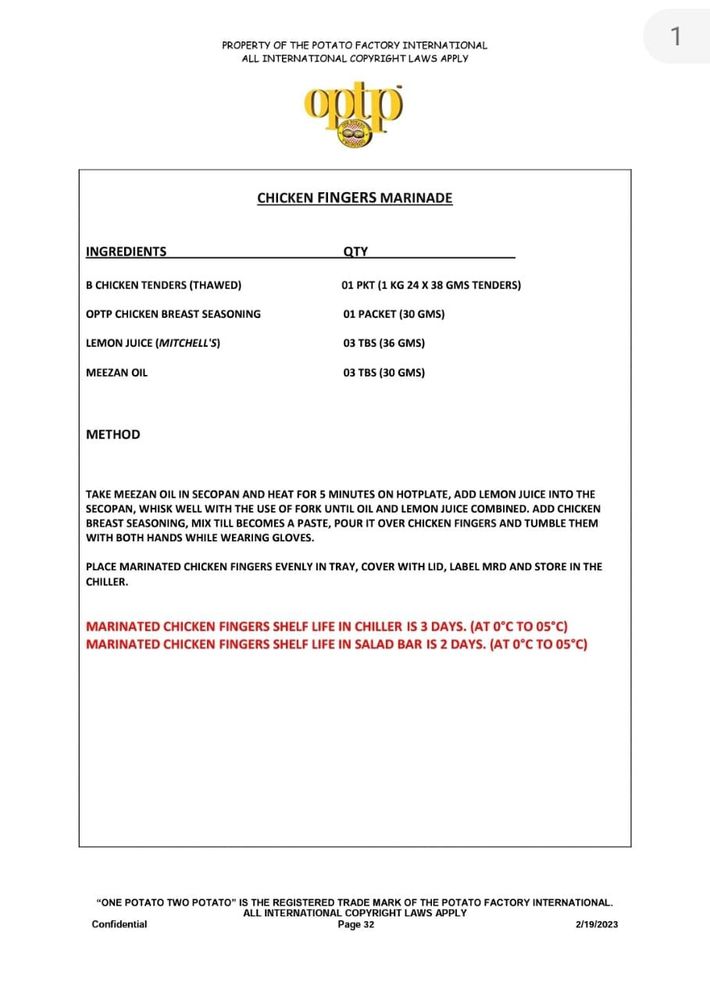 1
PROPERTY OF THE POTATO FACTORY INTERNATIONAL
ALL INTERNATIONAL COPYRIGHT LAWS APPLY
optp
CHICKEN FINGERS MARINADE
INGREDIENTS QTY
B CHICKEN TENDERS (THAWED) 01 PKT (1 KG 24 X 38 GMS TENDERS)
OPTP CHICKEN BREAST SEASONING 01 PACKET (30 GMS)
LEMON JUICE (MITCHELL'S) 03 TBS (36 GMS)
MEEZAN OIL 03 TBS (30 GMS)
METHOD
TAKE MEEZAN OIL IN SECOPAN AND HEAT FOR 5 MINUTES ON HOTPLATE, ADD LEMON JUICE INTO THE
SECOPAN, WHISK WELL WITH THE USE OF FORK UNTIL OIL AND LEMON JUICE COMBINED. ADD CHICKEN
BREAST SEASONING, MIX TILL BECOMES A PASTE, POUR IT OVER CHICKEN FINGERS AND TUMBLE THEM
WITH BOTH HANDS WHILE WEARING GLOVES.
PLACE MARINATED CHICKEN FINGERS EVENLY IN TRAY, COVER WITH LID, LABEL MRD AND STORE IN THE
CHILLER.
MARINATED CHICKEN FINGERS SHELF LIFE IN CHILLER IS 3 DAYS. (AT 0°C TO 05°C)
MARINATED CHICKEN FINGERS SHELF LIFE IN SALAD BAR IS 2 DAYS. (AT 0°C TO 05°C)
“ONE POTATO TWO POTATO” IS THE REGISTERED TRADE MARK OF THE POTATO FACTORY INTERNATIONAL.
ALL INTERNATIONAL COPYRIGHT LAWS APPLY
Confidential Page 32 2/19/2023